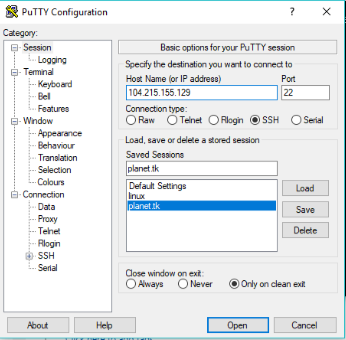 PuTTY Configuration
?
X
Category:
Session
Logging
Terminal
Keyboard
Bell
Features
Window
Appearance
Behaviour
Translation
Selection
Colours
Connection
Data
Proxy
Telnet
Rlogin
SSH
Serial
Basic options for your PuTTY session
Specify the destination you want to connect to
Host Name (or IP address) Port
104.215.155.129 22
Connection type:
Raw Telnet Rlogin SSH Serial
Load, save or delete a stored session
Saved Sessions
planet.tk
Default Settings
linux
planet.tk
Load
Save
Delete
Close window on exit:
Always Never Only on clean exit
About Help Open Cancel